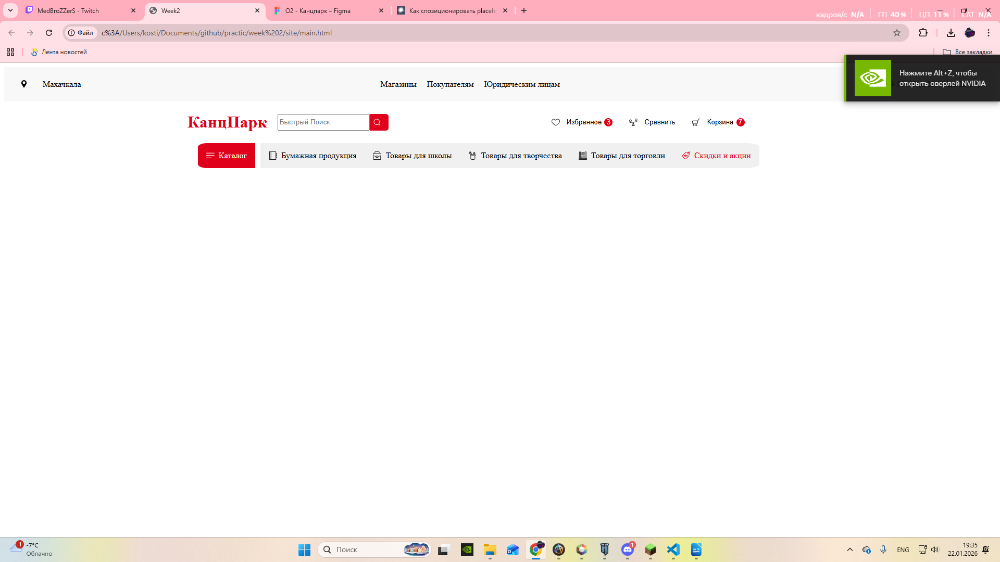 MedBroZZerS - Twitch
Week2
О2 - Канцпарк – Figma
Как спозиционировать placeh
кадров/с N/A
ГП 40 %
ЦП 11 %
LAT N/A
Файл
c%3A/Users/kosti/Documents/github/practic/week%202/site/main.html
Лента новостей
Все закладки
Нажмите Alt+Z, чтобы
открыть оверлей NVIDIA
Махачкала
Магазины
Покупателям
Юридическим лицам
КанцПарк
Быстрый Поиск
Избранное 3
Сравнить
Корзина 7
Каталог
Бумажная продукция
Товары для школы
Товары для творчества
Товары для торговли
Скидки и акции
1
-7°C
Облачно
Поиск
1
ENG
19:35
22.01.2026